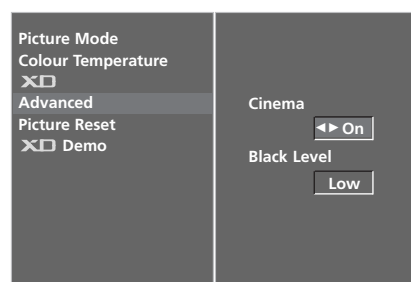 Picture Mode
Colour Temperature
XD
Advanced
Picture Reset
XD Demo
Cinema
◀▶ On
Black Level
Low